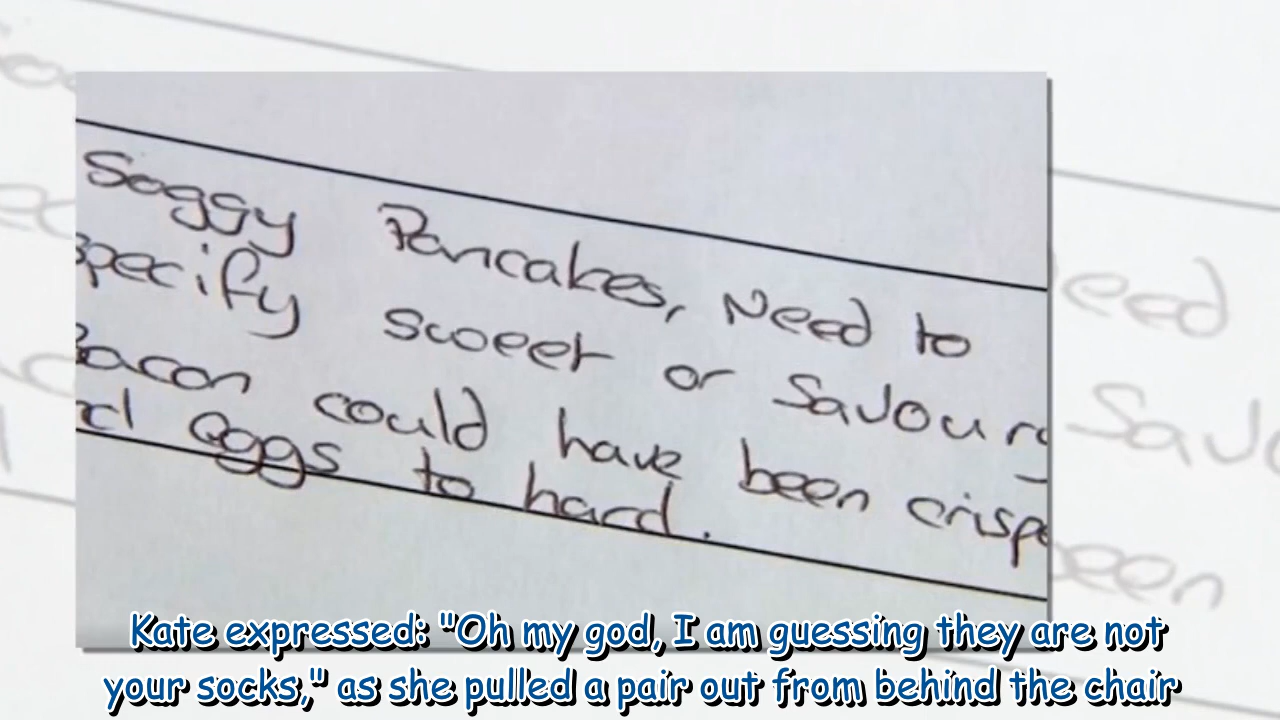 Soggy Pancakes, Need to
specify sweet or Savoury
Bacon could have been crispe
eggs to hard.
Kate expressed: "Oh my god, I am guessing they are not
your socks," as she pulled a pair out from behind the chair